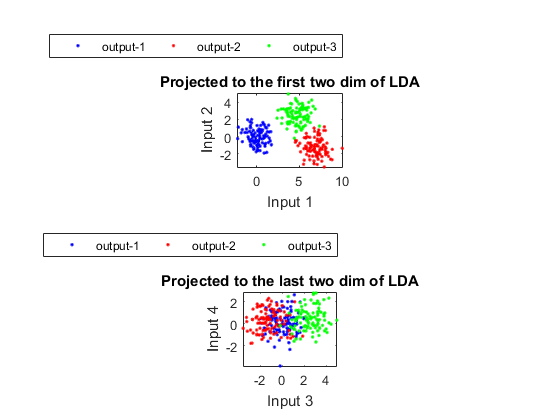 output-1 output-2 output-3
Projected to the first two dim of LDA
4
2
0
-2
Input 2
0 5 10
Input 1
output-1 output-2 output-3
Projected to the last two dim of LDA
2
0
-2
Input 4
-2 0 2 4
Input 3